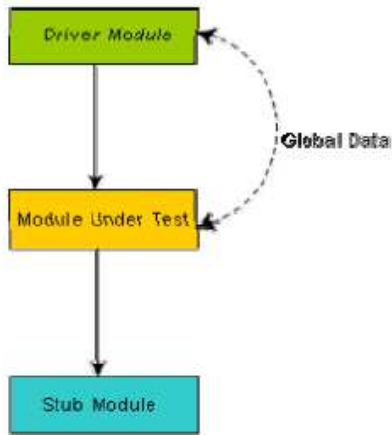 Driver Module
Global Data
Module Under Test
Stub Module